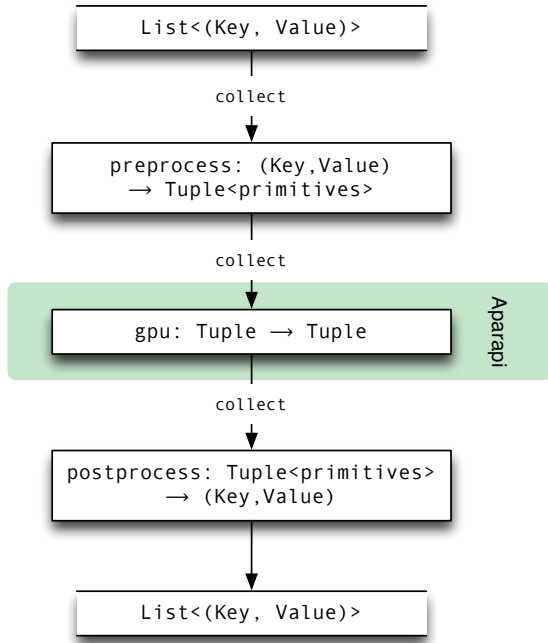 List<(Key, Value)>
collect
preprocess: (Key,Value)
→ Tuple<primitives>
collect
gpu: Tuple → Tuple
Aparapi
collect
postprocess: Tuple<primitives>
→ (Key,Value)
List<(Key, Value)>